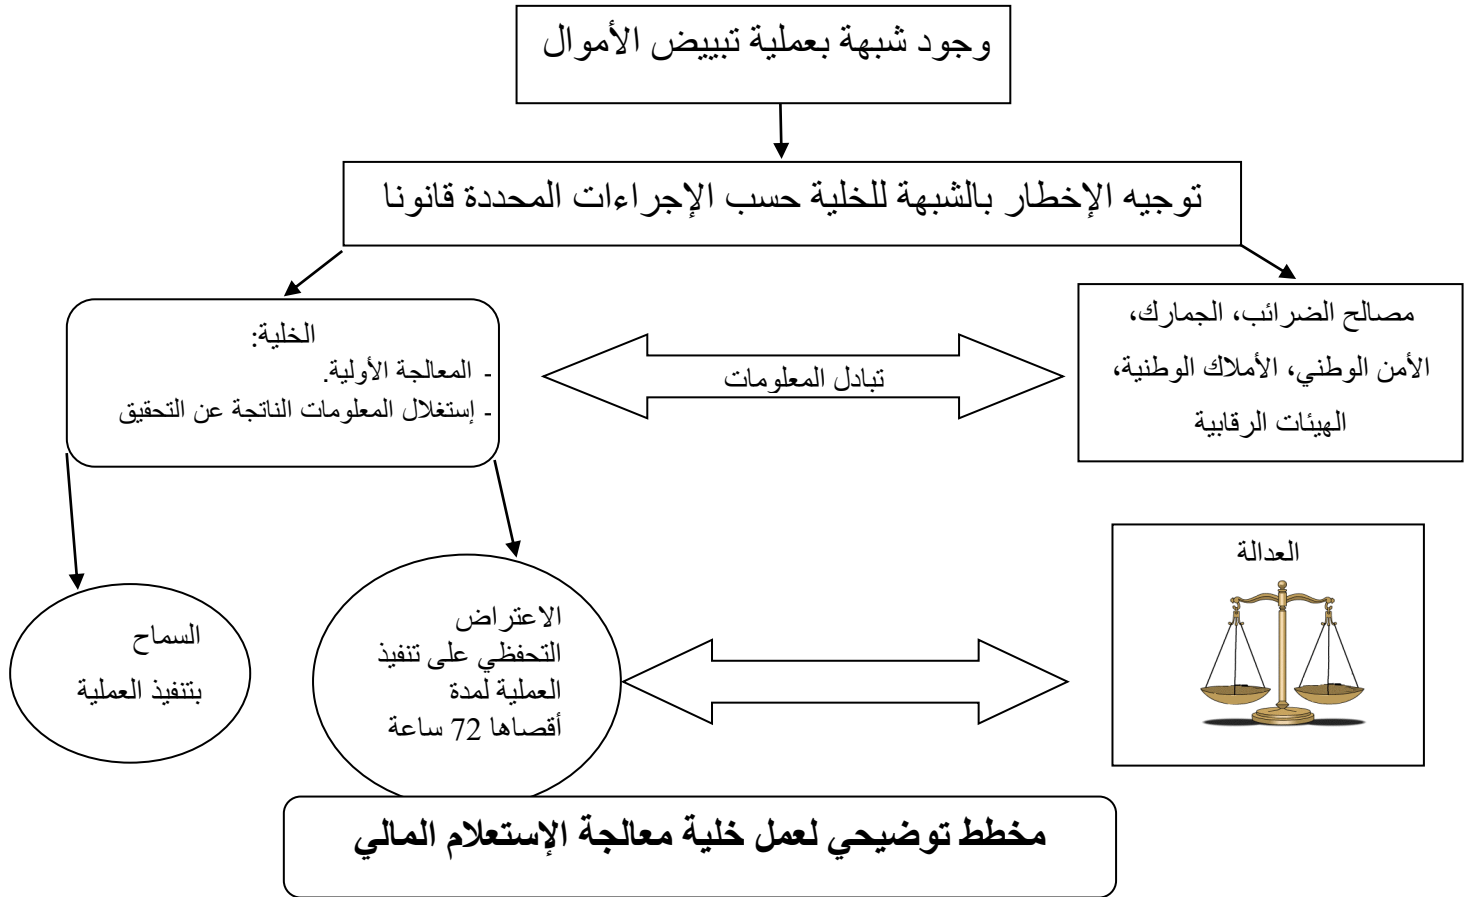 وجود شبهة بعملية تبييض الأموال
توجيه الإخطار بالشبهة للخلية حسب الإجراءات المحددة قانونا
مصالح الضرائب، الجمارك،
الأمن الوطني، الأملاك الوطنية،
الهيئات الرقابية
تبادل المعلومات
الخلية:
- المعالجة الأولية.
- إستغلال المعلومات الناتجة عن التحقيق
العدالة
الاعتراض
التحفظي على تنفيذ
العملية لمدة
أقصاها 72 ساعة
السماح
بتنفيذ العملية
مخطط توضيحي لعمل خلية معالجة الإستعلام المالي